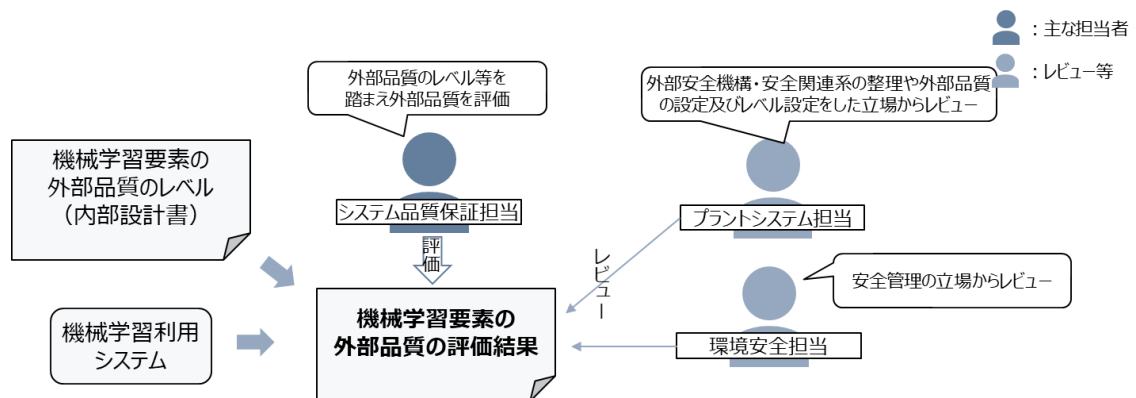 ：主な担当者
：レビュー等
外部品質のレベル等を
踏まえ外部品質を評価
外部安全機構・安全関連系の整理や外部品質
の設定及びレベル設定をした立場からレビュー
機械学習要素の
外部品質のレベル
（内部設計書）
システム品質保証担当
プラントシステム担当
評価
レビュー
安全管理の立場からレビュー
機械学習利用
システム
機械学習要素の
外部品質の評価結果
環境安全担当